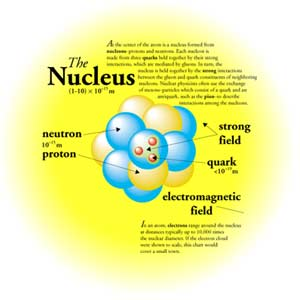 At the center of the atom is a nucleus formed from
nucleons–protons and neutrons. Each nucleon is
made from three quarks held together by their strong
interactions, which are mediated by gluons. In turn, the
nucleus is held together by the strong interactions
between the gluon and quark constituents of neighboring
nucleons. Nuclear physicists often use the exchange
of mesons–particles which consist of a quark and an
antiquark, such as the pion–to describe
interactions among the nucleons.
The
Nucleus
(1-10) × 10⁻¹⁵ m
neutron
10⁻¹⁵ m
proton
strong
field
quark
<10⁻¹⁹ m
electromagnetic
field
In an atom, electrons range around the nucleus
at distances typically up to 10,000 times
the nuclear diameter. If the electron cloud
were shown to scale, this chart would
cover a small town.